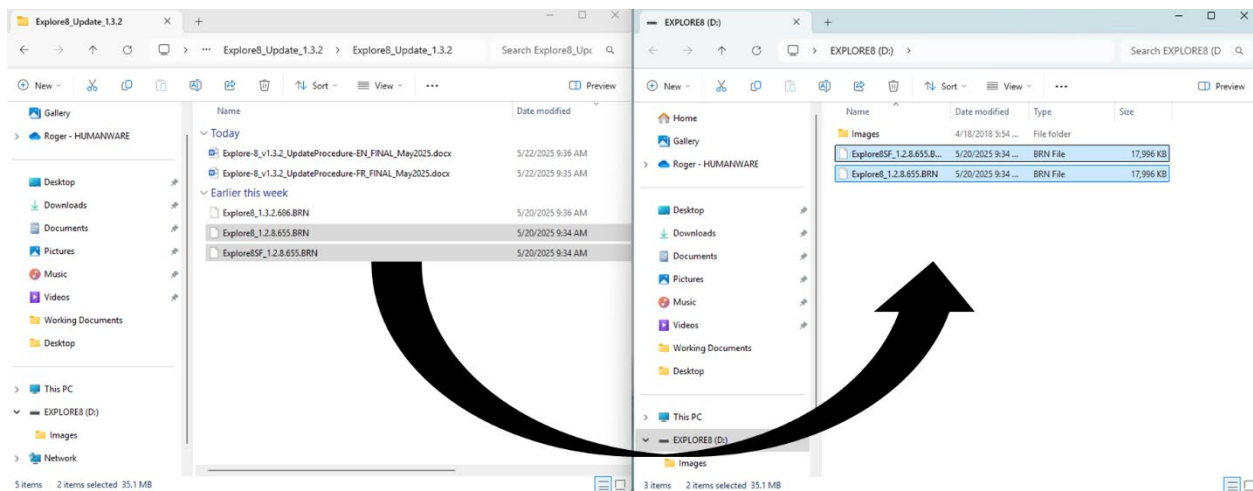 Explore8_Update_1.3.2
Explore8_Update_1.3.2 > Explore8_Update_1.3.2
Search Explore8_Upc
New
Sort
View
Preview
Gallery
Roger - HUMANWARE
Desktop
Downloads
Documents
Pictures
Music
Videos
Working Documents
Desktop
This PC
EXPLORE8 (D:)
Images
Network
Name Date modified
Today
Explore-8_v1.3.2_UpdateProcedure-EN_FINAL_May2025.docx 5/22/2025 9:36 AM
Explore-8_v1.3.2_UpdateProcedure-FR_FINAL_May2025.docx 5/22/2025 9:35 AM
Earlier this week
Explore8_1.3.2.686.BRN 5/20/2025 9:36 AM
Explore8_1.2.8.655.BRN 5/20/2025 9:34 AM
Explore8SF_1.2.8.655.BRN 5/20/2025 9:34 AM
5 items 2 items selected 35.1 MB
EXPLORE8 (D:)
EXPLORE8 (D:) >
Search EXPLORE8 (D
New
Sort
View
Preview
Home
Gallery
Roger - HUMANWARE
Desktop
Downloads
Documents
Pictures
Music
Videos
Working Documents
Desktop
This PC
EXPLORE8 (D:)
Images
Name Date modified Type Size
Images 4/18/2018 5:54 ... File folder
Explore8SF_1.2.8.655.B... 5/20/2025 9:34 ... BRN File 17,996 KB
Explore8_1.2.8.655.BRN 5/20/2025 9:34 ... BRN File 17,996 KB
3 items 2 items selected 35.1 MB